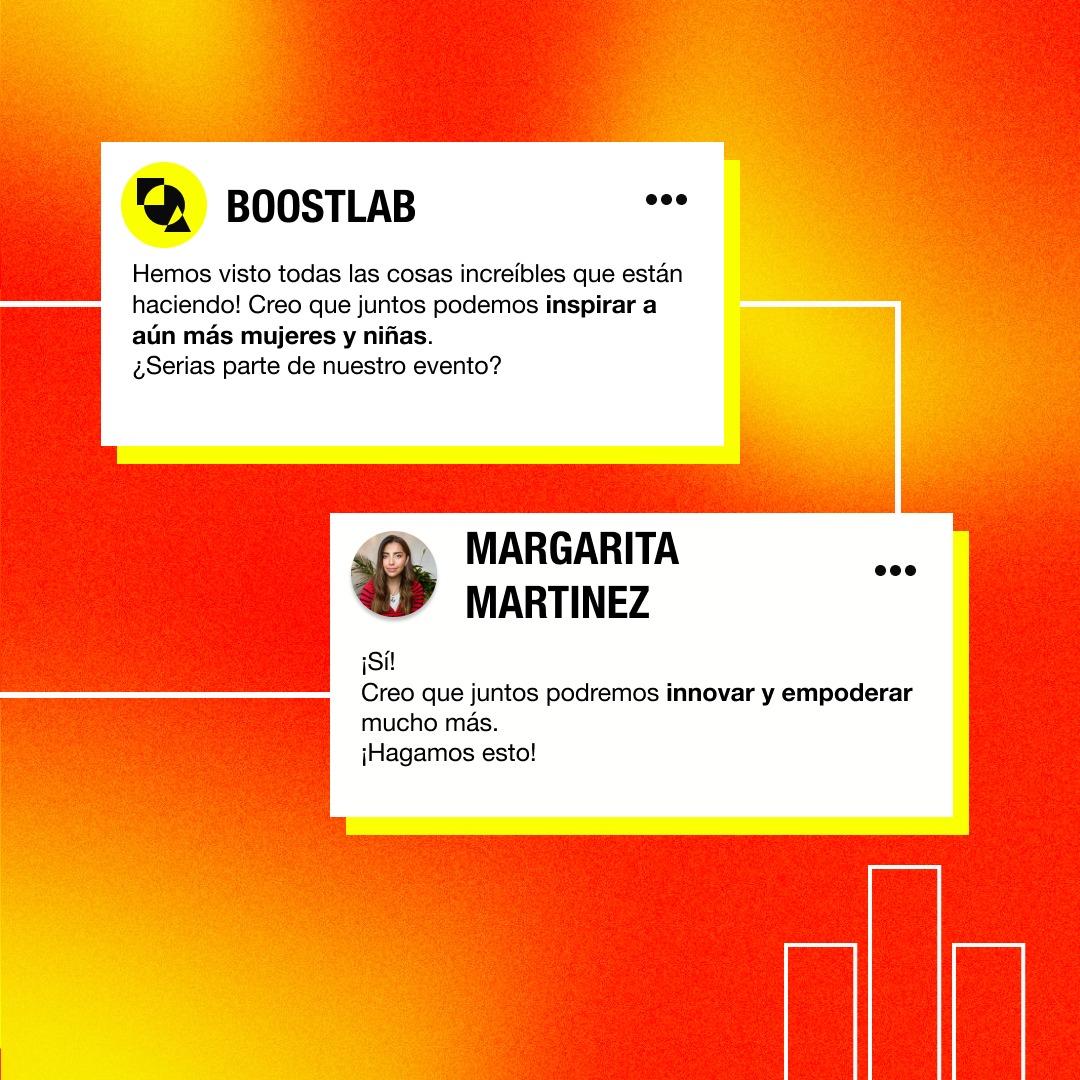 BOOSTLAB
Hemos visto todas las cosas increíbles que están
haciendo! Creo que juntos podemos inspirar a
aún más mujeres y niñas.
¿Serias parte de nuestro evento?
MARGARITA
MARTINEZ
¡Sí!
Creo que juntos podremos innovar y empoderar
mucho más.
¡Hagamos esto!